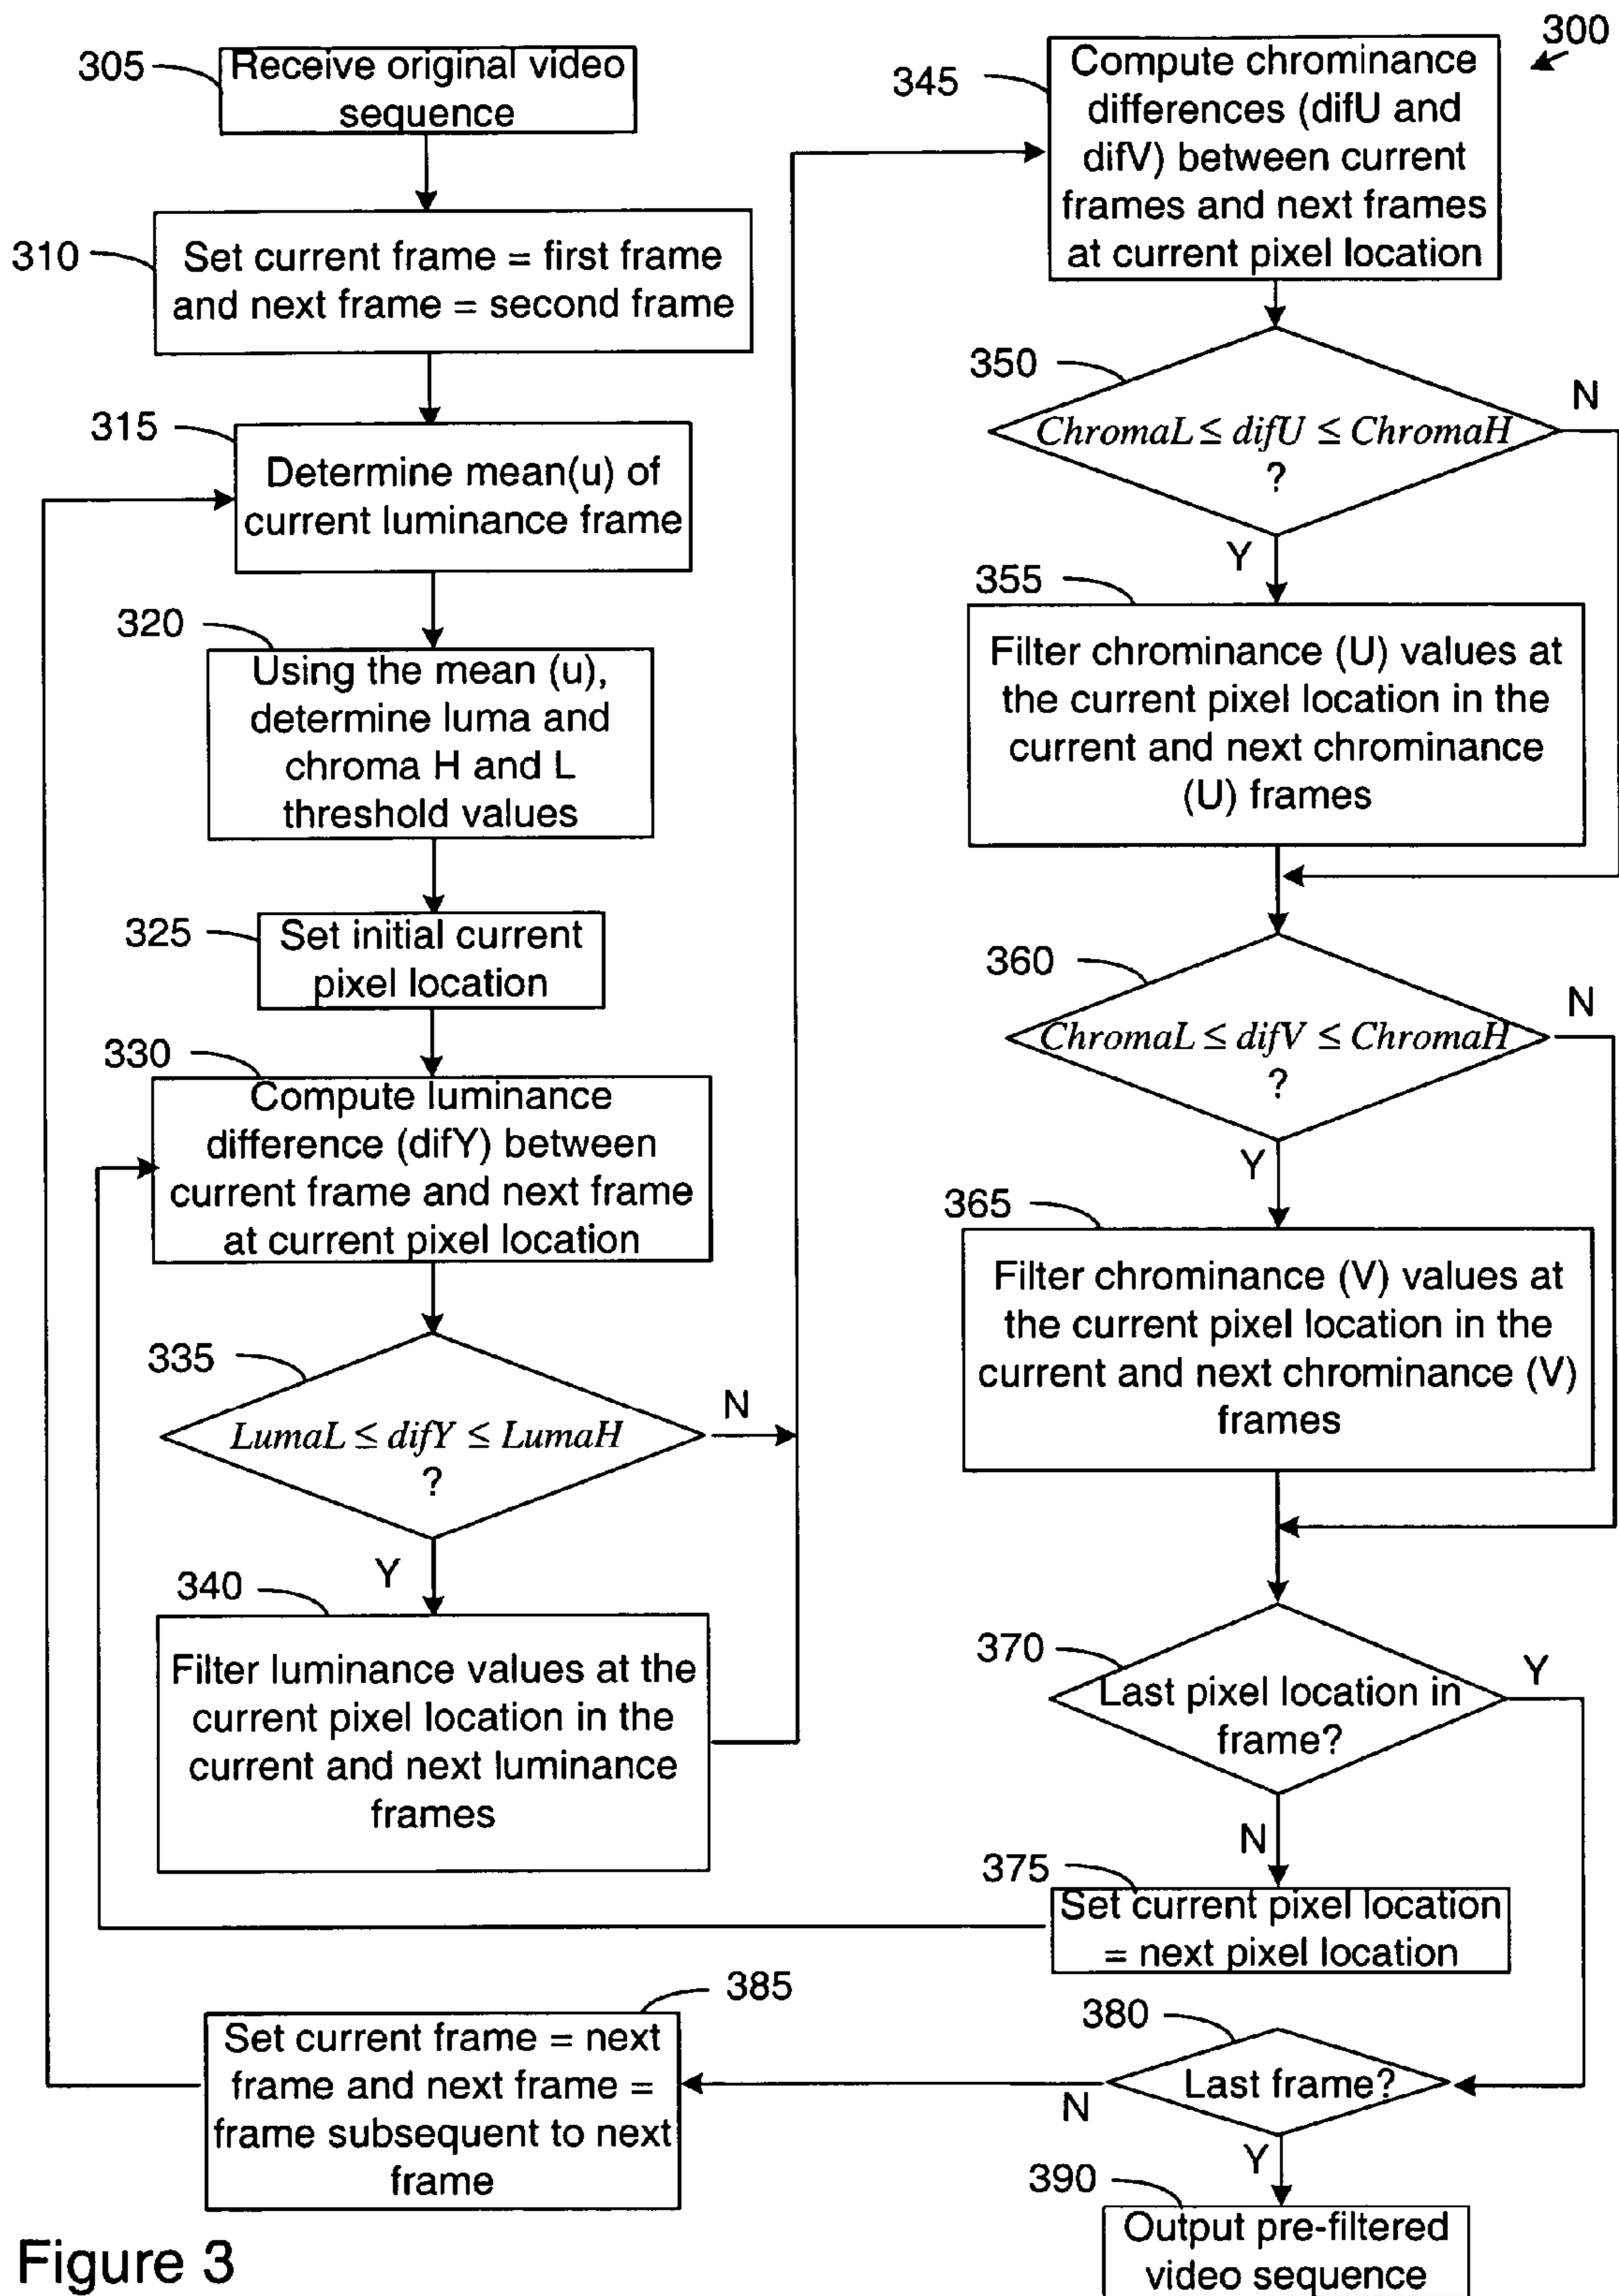 305
Receive original video
sequence
310
Set current frame = first frame
and next frame = second frame
315
Determine mean(u) of
current luminance frame
320
Using the mean (u),
determine luma and
chroma H and L
threshold values
325
Set initial current
pixel location
330
Compute luminance
difference (difY) between
current frame and next frame
at current pixel location
335
LumaL ≤ difY ≤ LumaH
?
N
Y
340
Filter luminance values at the
current pixel location in the
current and next luminance
frames
300
345
Compute chrominance
differences (difU and
difV) between current
frames and next frames
at current pixel location
350
ChromaL ≤ difU ≤ ChromaH
?
N
Y
355
Filter chrominance (U) values at
the current pixel location in the
current and next chrominance
(U) frames
360
ChromaL ≤ difV ≤ ChromaH
?
N
Y
365
Filter chrominance (V) values at
the current pixel location in the
current and next chrominance (V)
frames
370
Last pixel location in
frame?
Y
N
375
Set current pixel location
= next pixel location
380
Last frame?
N
Y
385
Set current frame = next
frame and next frame =
frame subsequent to next
frame
390
Output pre-filtered
video sequence
Figure 3